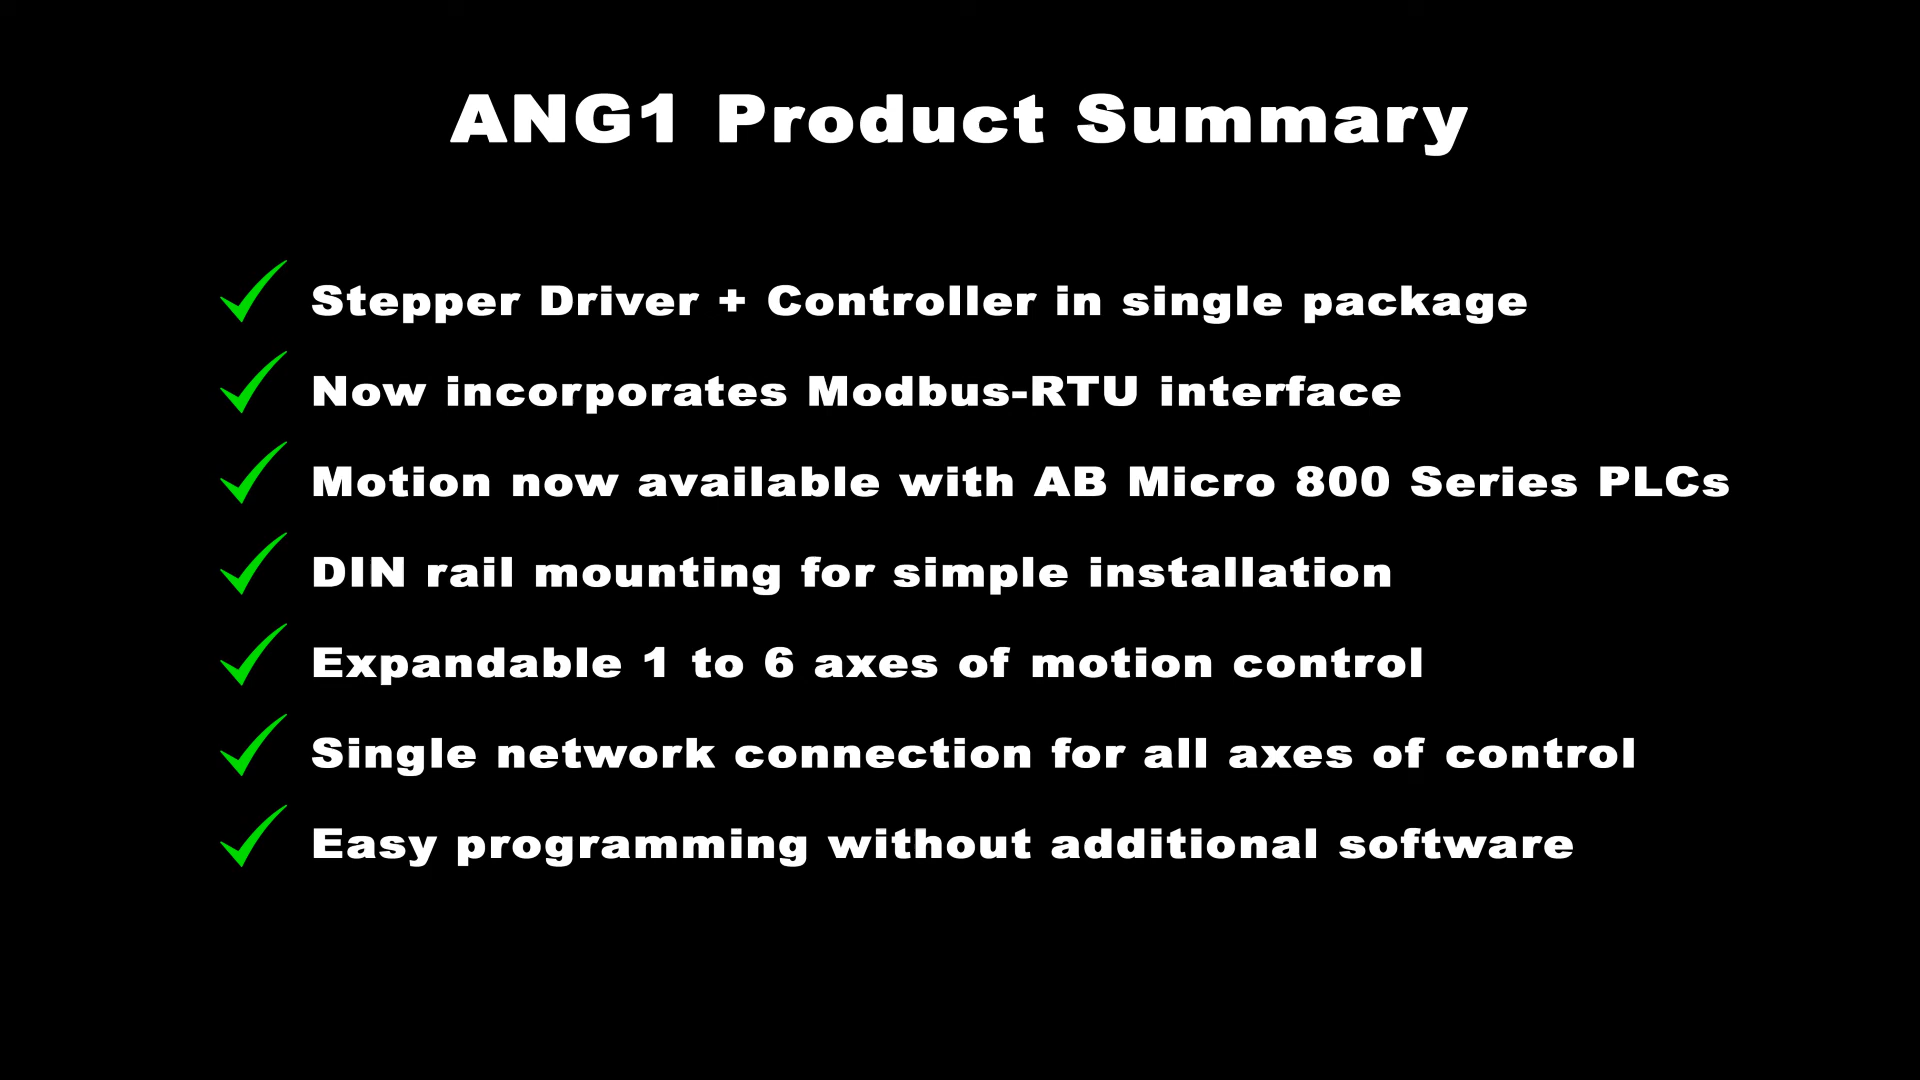 ANG1 Product Summary
Stepper Driver + Controller in single package
Now incorporates Modbus-RTU interface
Motion now available with AB Micro 800 Series PLCs
DIN rail mounting for simple installation
Expandable 1 to 6 axes of motion control
Single network connection for all axes of control
Easy programming without additional software